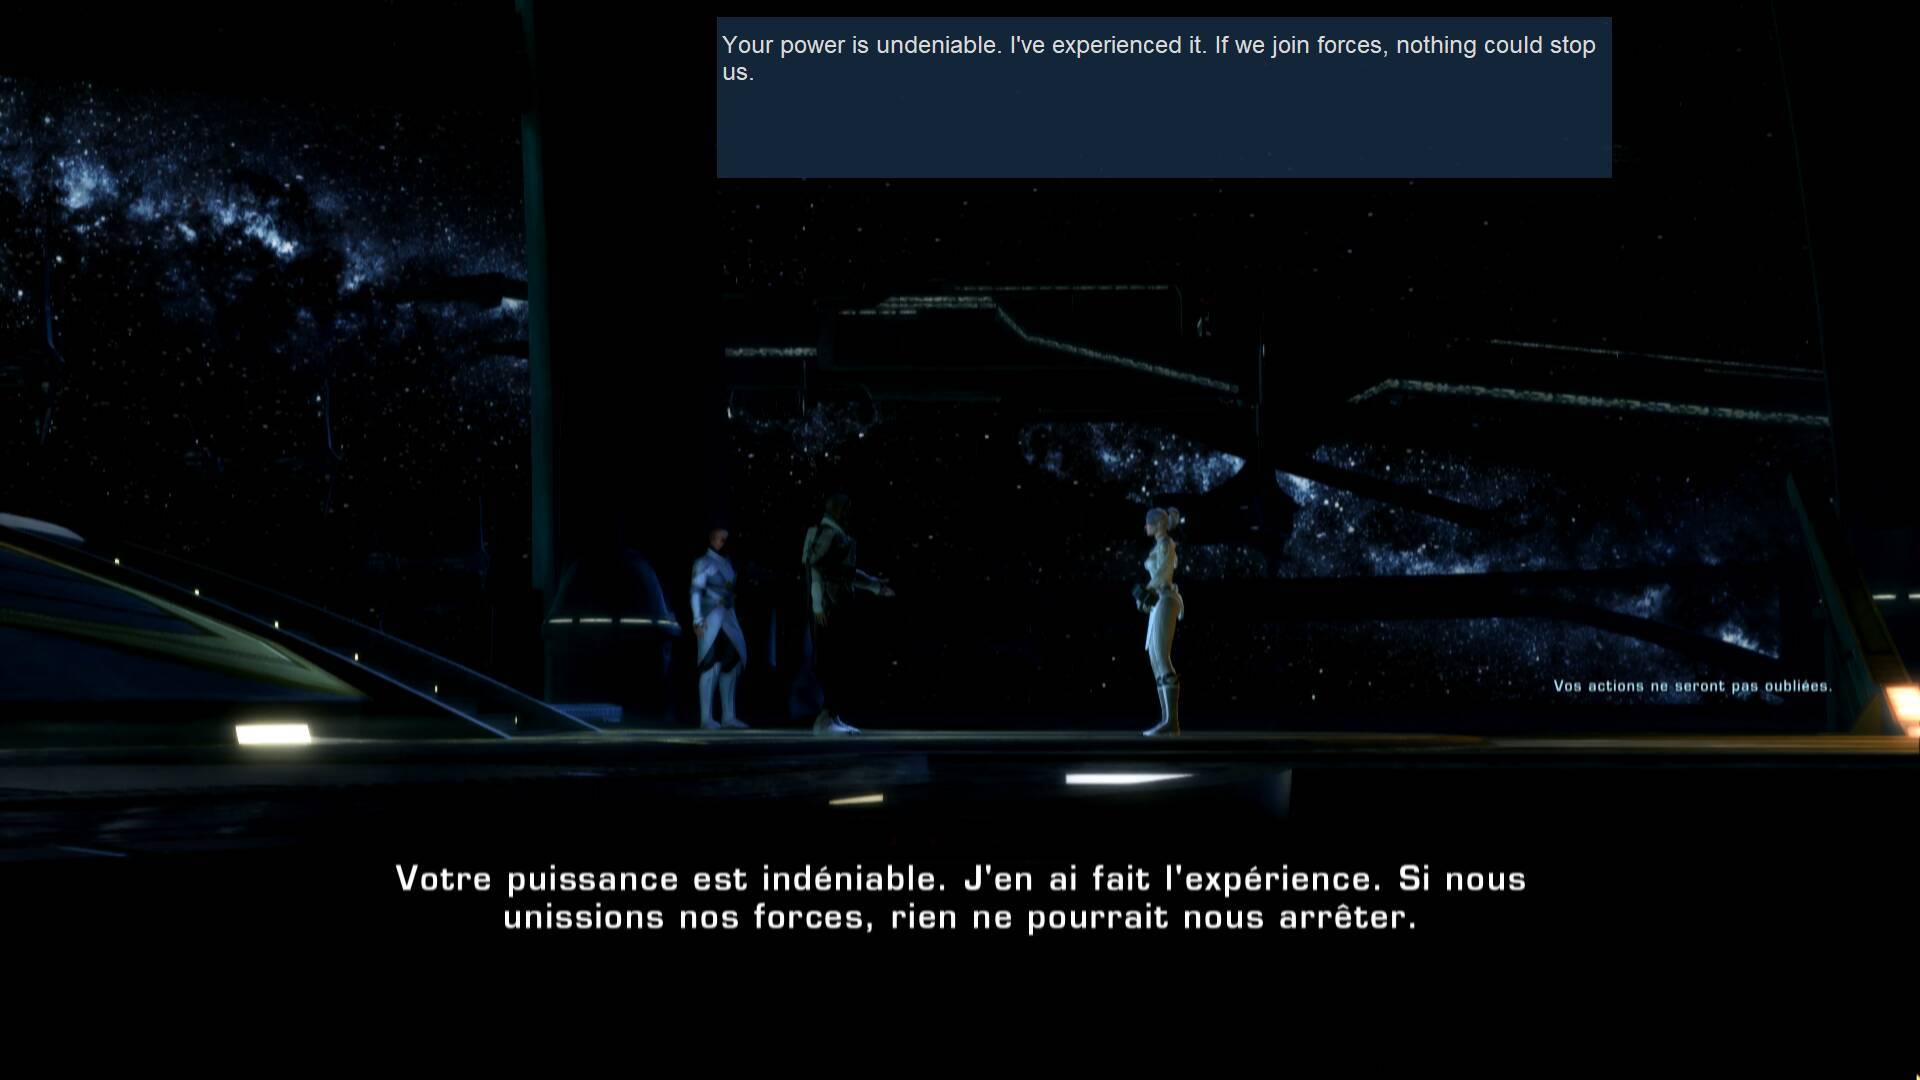 Your power is undeniable. I've experienced it. If we join forces, nothing could stop
us.
Vos actions ne seront pas oubliées.
Votre puissance est indéniable. J'en ai fait l'expérience. Si nous
unissions nos forces, rien ne pourrait nous arrêter.